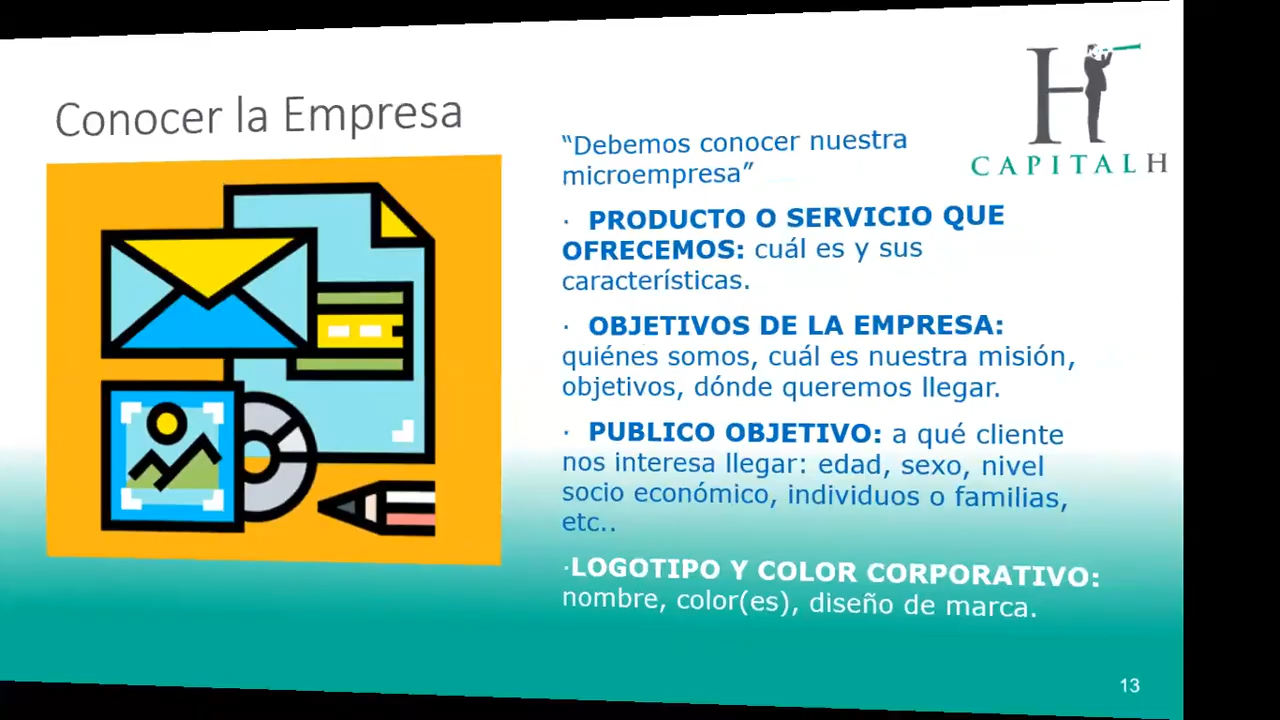 Conocer la Empresa
H
CAPITALH
“Debemos conocer nuestra
microempresa”
· PRODUCTO O SERVICIO QUE
OFRECEMOS: cuál es y sus
características.
· OBJETIVOS DE LA EMPRESA:
quiénes somos, cuál es nuestra misión,
objetivos, dónde queremos llegar.
· PUBLICO OBJETIVO: a qué cliente
nos interesa llegar: edad, sexo, nivel
socio económico, individuos o familias,
etc..
·LOGOTIPO Y COLOR CORPORATIVO:
nombre, color(es), diseño de marca.
13